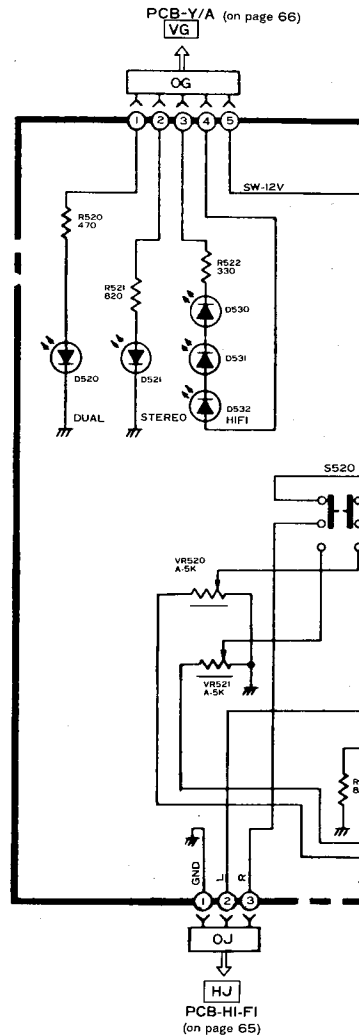 PCB-Y/A (on page 66)
VG
OG
1 2 3 4 5
SW-12V
R520
470
R522
330
R521
820
D530
D531
D520
D521
D532
DUAL
STEREO
HIFI
S520
VR520
A-5K
VR521
A-5K
R
8
GND
L
R
1 2 3
OJ
HJ
PCB-HI-FI
(on page 65)